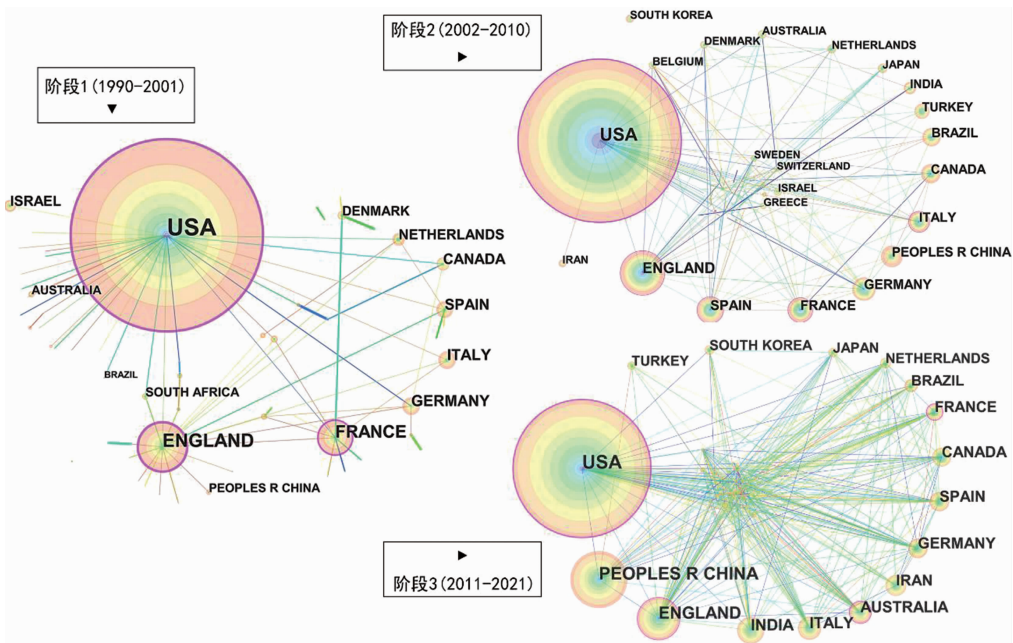 阶段1(1990-2001)
▼
USA
ISRAEL
DENMARK
NETHERLANDS
CANADA
AUSTRALIA
SPAIN
ITALY
BRAZIL
SOUTH AFRICA
GERMANY
ENGLAND
FRANCE
PEOPLES R CHINA
阶段2(2002-2010)
►
SOUTH KOREA
DENMARK
AUSTRALIA
NETHERLANDS
BELGIUM
JAPAN
INDIA
TURKEY
USA
BRAZIL
SWEDEN
SWITZERLAND
CANADA
ISRAEL
GREECE
ITALY
PEOPLES R CHINA
IRAN
ENGLAND
GERMANY
SPAIN
FRANCE
►
阶段3(2011-2021)
SOUTH KOREA
JAPAN
TURKEY
NETHERLANDS
BRAZIL
FRANCE
CANADA
USA
SPAIN
GERMANY
PEOPLES R CHINA
IRAN
AUSTRALIA
ENGLAND
INDIA
ITALY